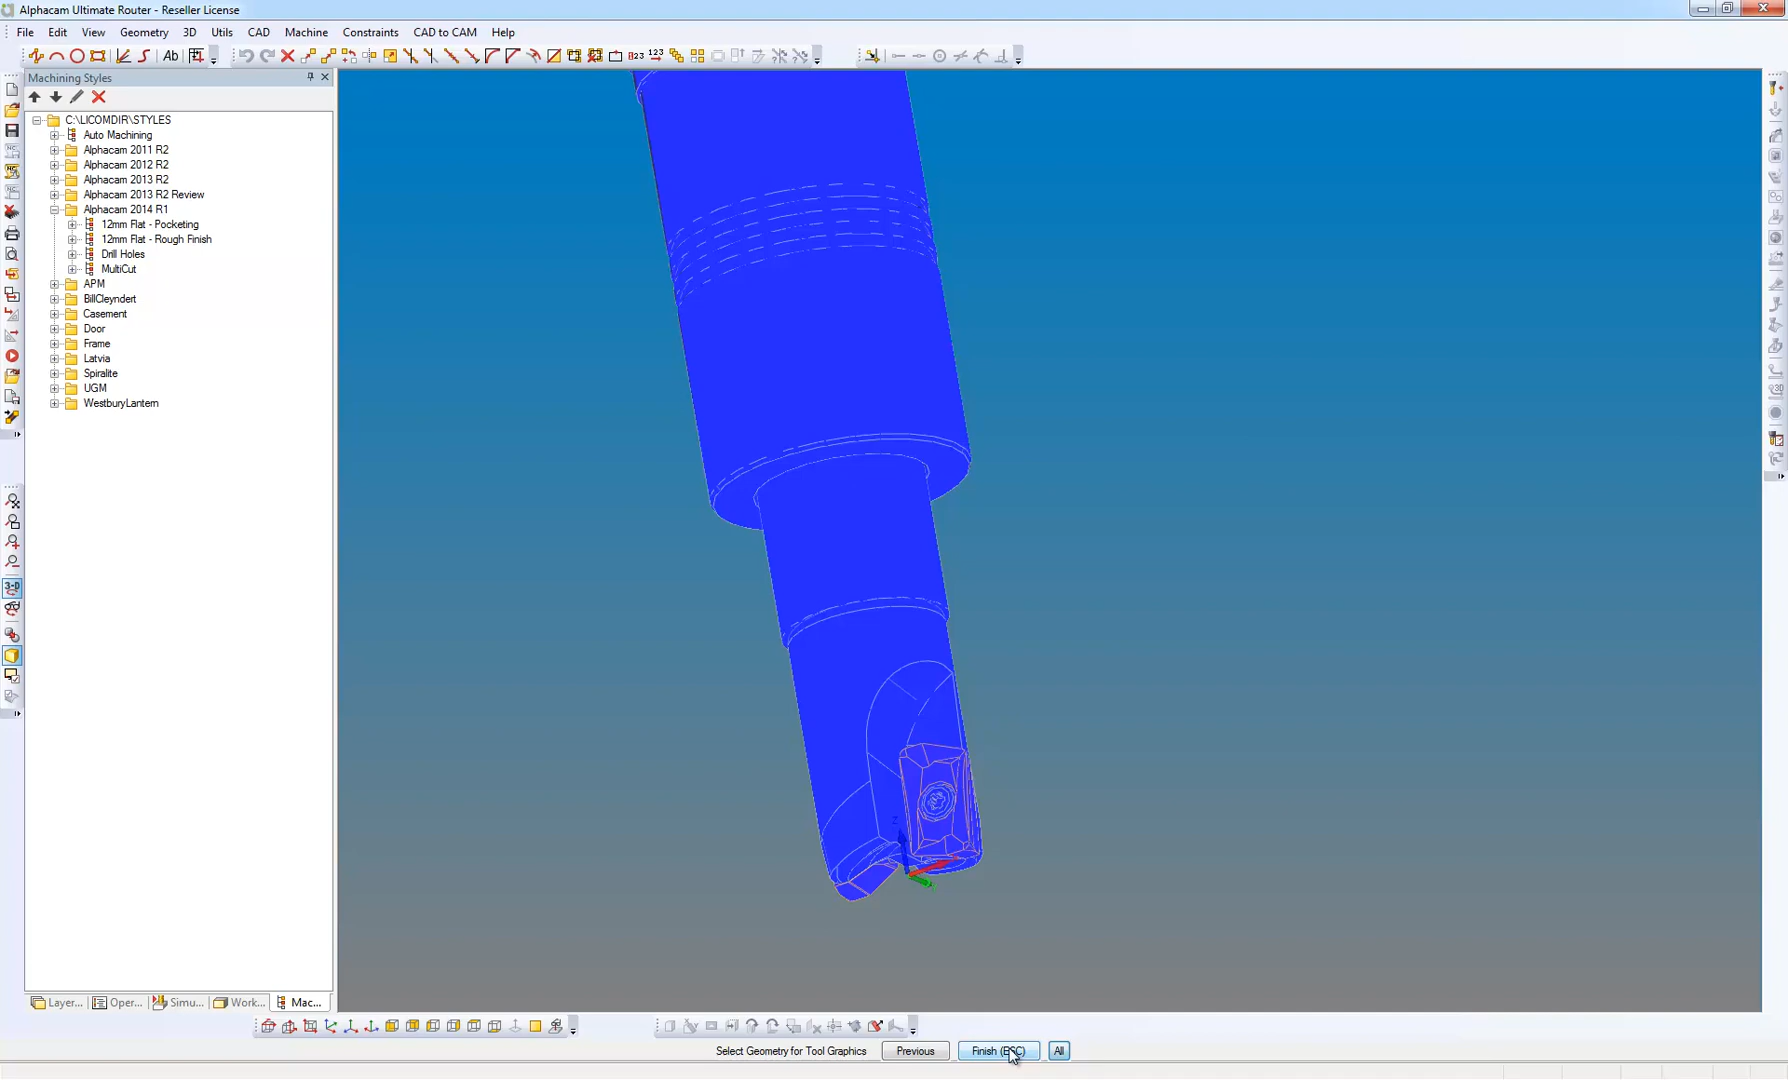 Alphacam Ultimate Router - Reseller License
File Edit View Geometry 3D Utils CAD Machine Constraints CAD to CAM Help
Machining Styles
C:\LICOMDIR\STYLES
Auto Machining
Alphacam 2011 R2
Alphacam 2012 R2
Alphacam 2013 R2
Alphacam 2013 R2 Review
Alphacam 2014 R1
12mm Flat - Pocketing
12mm Flat - Rough Finish
Drill Holes
MultiCut
APM
BillCleyndert
Casement
Door
Frame
Latvia
Spiralite
UGM
WestburyLantern
3-D
Z
Layer... Oper... Simu... Work... Mac...
Select Geometry for Tool Graphics Previous Finish (ESC) All